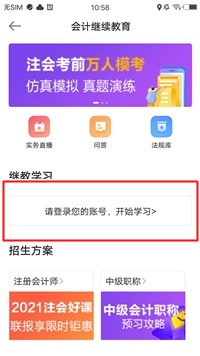 无SIM
10:58
会计继续教育
注会考前万人模考
仿真模拟 真题演练
实务直播
问答
法规库
继教学习
请登录您的账号，开始学习>
招生方案
注册会计师>
中级职称>
2021注会好课
联报享限时钜惠
中级会计职称
预习攻略